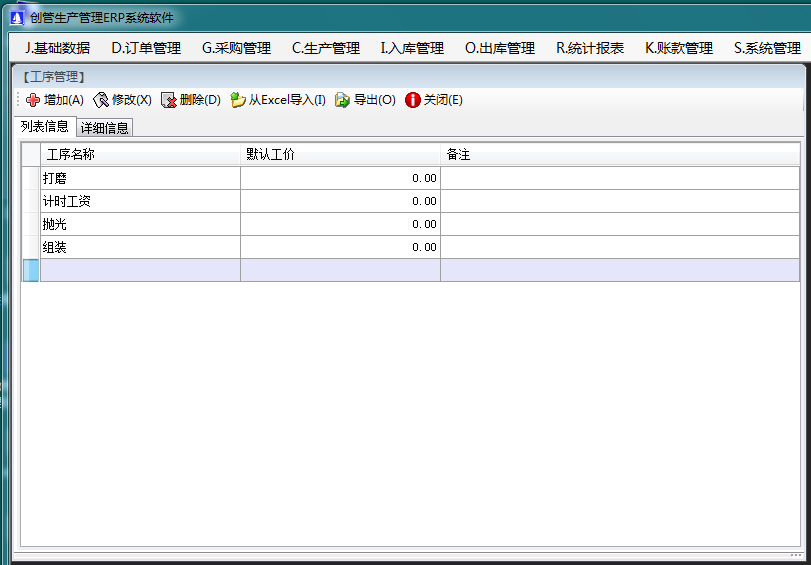 创管生产管理ERP系统软件
J.基础数据 D.订单管理 G.采购管理 C.生产管理 I.入库管理 O.出库管理 R.统计报表 K.账款管理 S.系统管理
【工序管理】
增加(A) 修改(X) 删除(D) 从Excel导入(I) 导出(O) 关闭(E)
列表信息 详细信息
工序名称 默认工价 备注
打磨 0.00
计时工资 0.00
抛光 0.00
组装 0.00